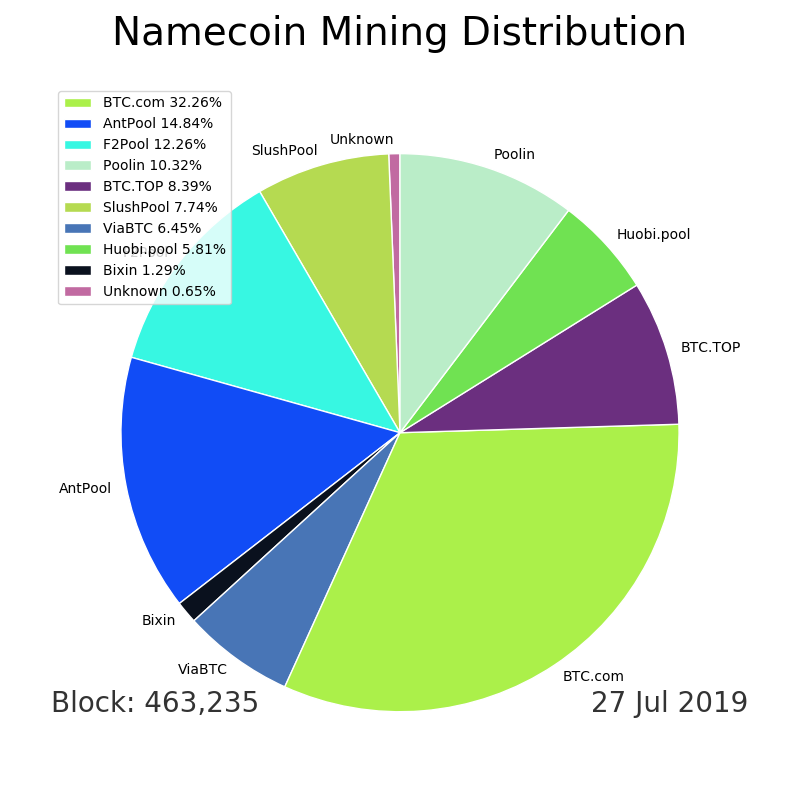 Namecoin Mining Distribution
BTC.com 32.26%
AntPool 14.84%
F2Pool 12.26%
Poolin 10.32%
BTC.TOP 8.39%
SlushPool 7.74%
ViaBTC 6.45%
Huobi.pool 5.81%
Bixin 1.29%
Unknown 0.65%
Unknown
SlushPool
Poolin
Huobi.pool
F2Pool
BTC.TOP
AntPool
Bixin
ViaBTC
BTC.com
Block: 463,235
27 Jul 2019